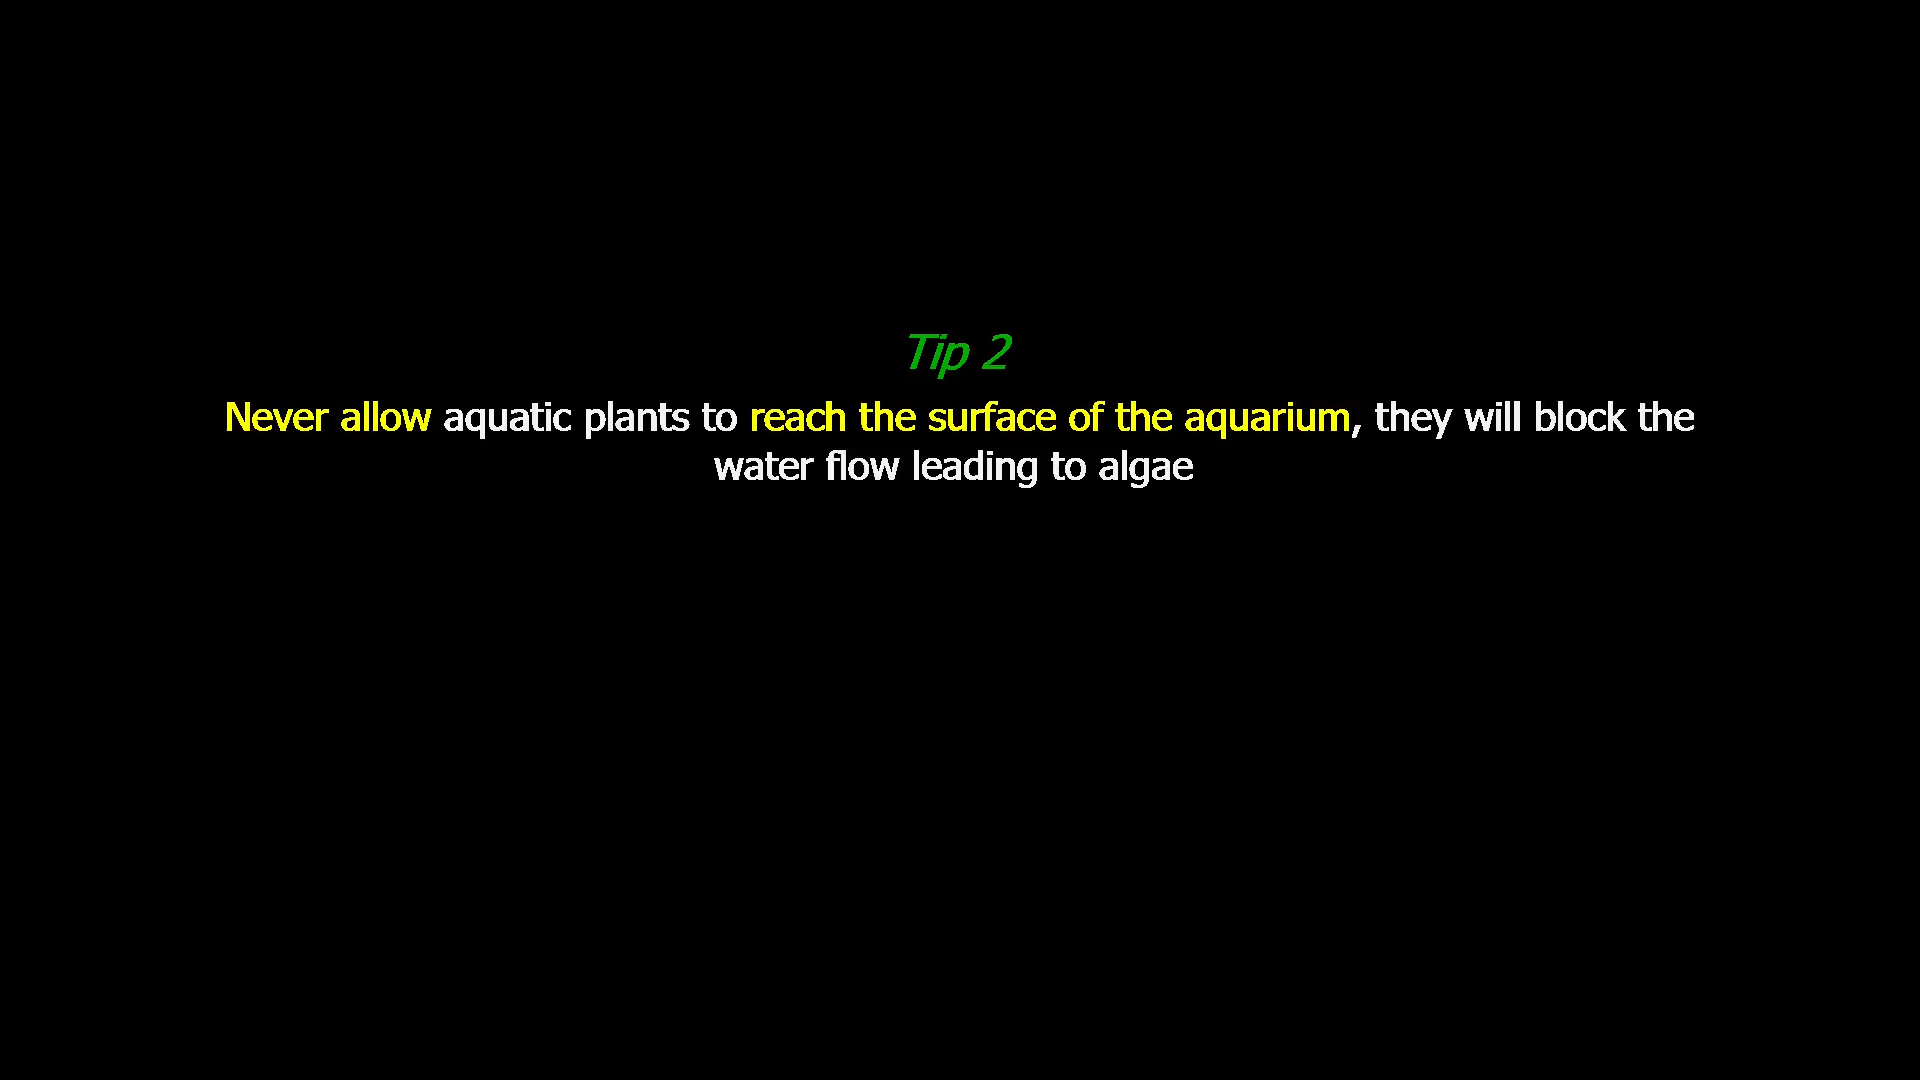 Tip 2
Never allow aquatic plants to reach the surface of the aquarium, they will block the
water flow leading to algae